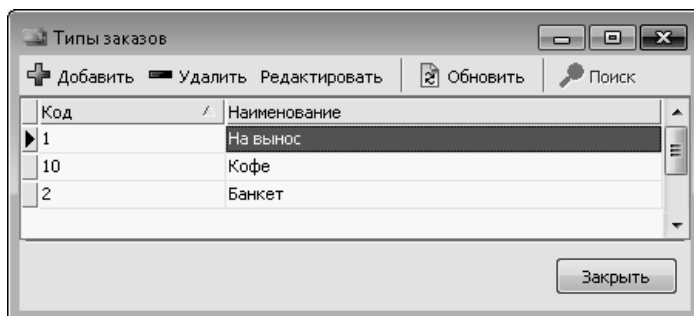 Типы заказов
Добавить Удалить Редактировать Обновить Поиск
Код Наименование
1 На вынос
10 Кофе
2 Банкет
Закрыть